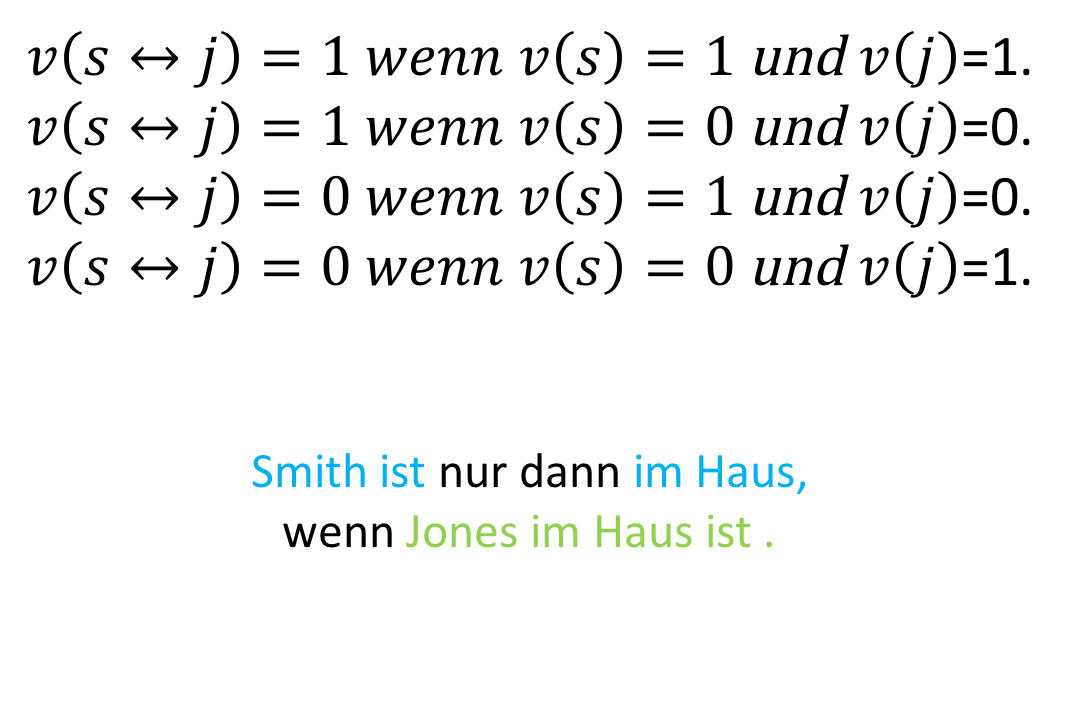 v(s ↔ j) = 1 wenn v(s) = 1 und v(j)=1.
v(s ↔ j) = 1 wenn v(s) = 0 und v(j)=0.
v(s ↔ j) = 0 wenn v(s) = 1 und v(j)=0.
v(s ↔ j) = 0 wenn v(s) = 0 und v(j)=1.
Smith ist nur dann im Haus,
wenn Jones im Haus ist .